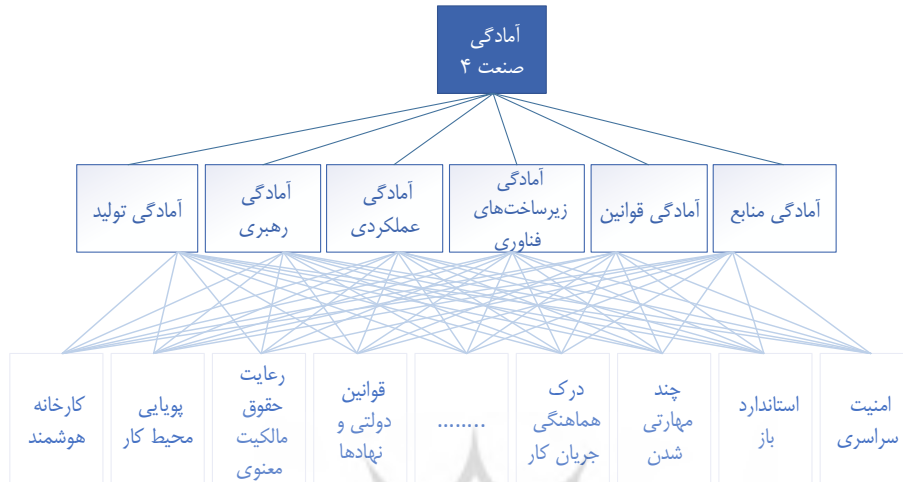 آمادگی
صنعت ۴
آمادگی منابع
آمادگی قوانین
آمادگی
زیرساخت‌های
فناوری
آمادگی
عملکردی
آمادگی
رهبری
آمادگی تولید
امنیت
سراسری
استاندارد
باز
چند
مهارتی
شدن
درک
هماهنگی
جریان کار
........
قوانین
دولتی و
نهادها
رعایت
حقوق
مالکیت
معنوی
پویایی
محیط کار
کارخانه
هوشمند